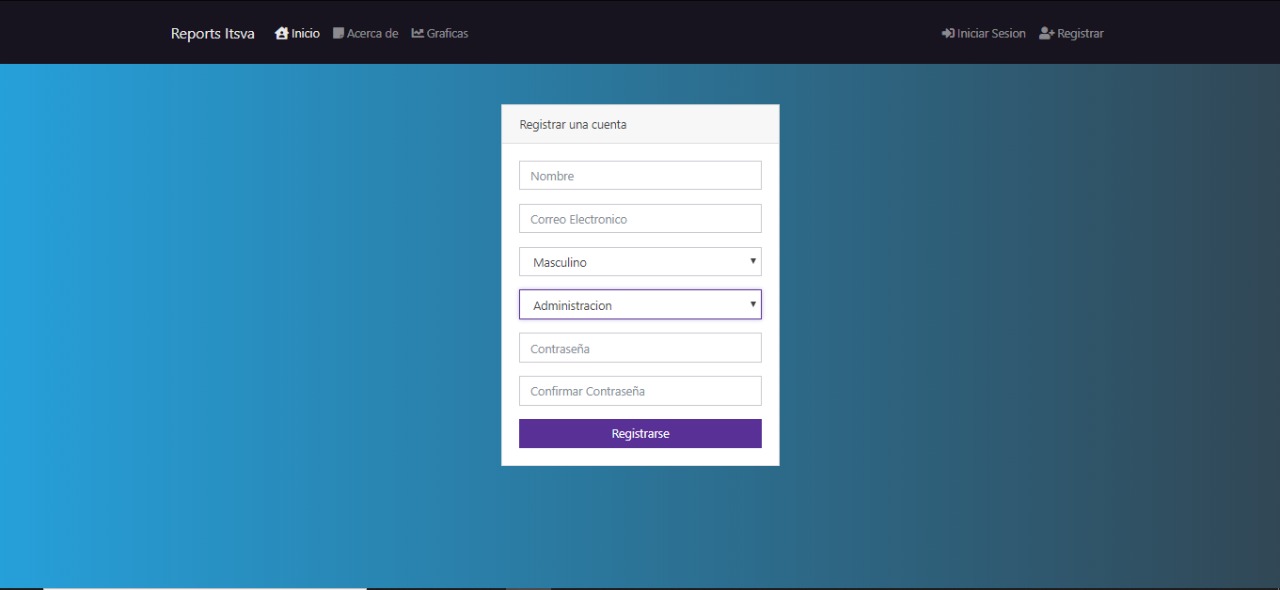 Reports Itsva Inicio Acerca de Graficas Iniciar Sesion Registrar
Registrar una cuenta
Nombre
Correo Electronico
Masculino
Administracion
Contraseña
Confirmar Contraseña
Registrarse